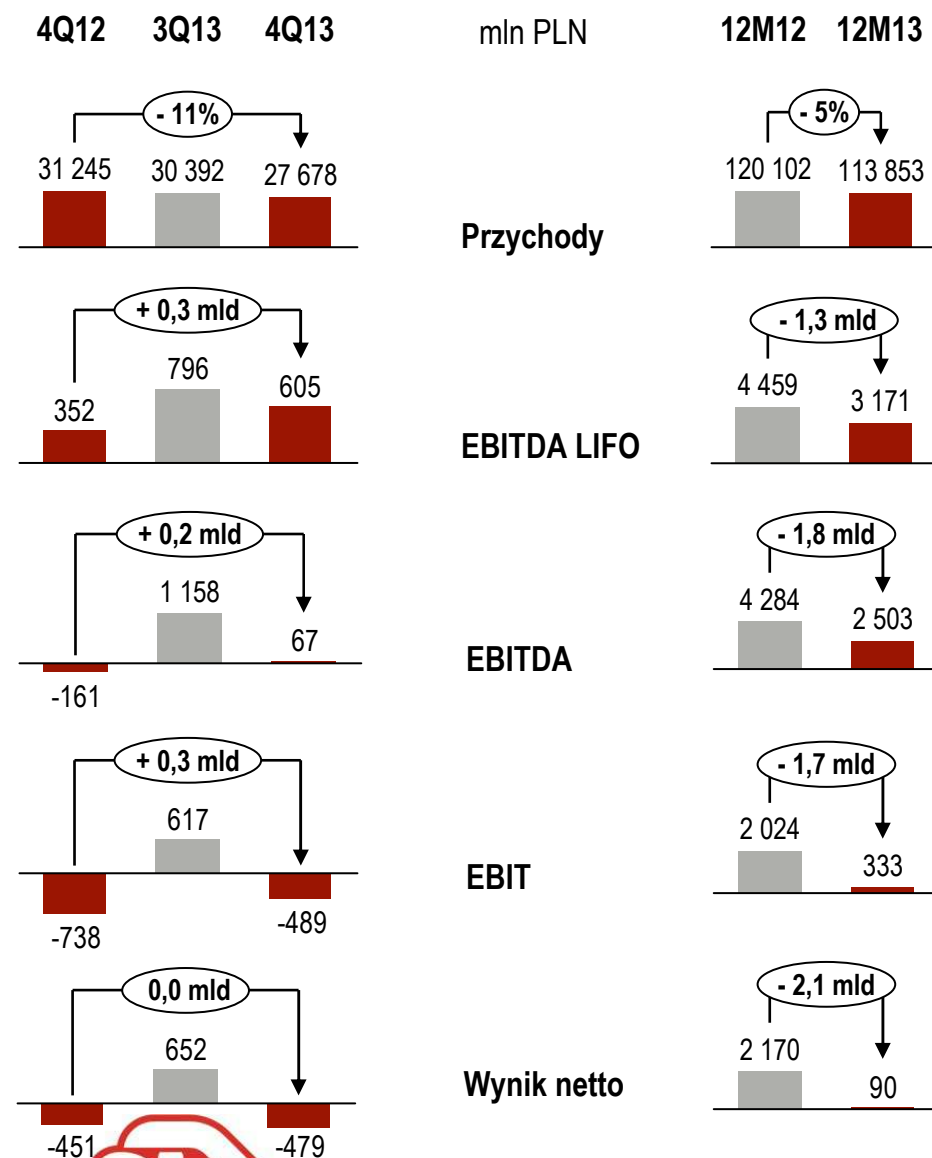 4Q12 3Q13 4Q13 mln PLN 12M12 12M13
- 11% - 5%
31 245 30 392 27 678 120 102 113 853
Przychody
+ 0,3 mld - 1,3 mld
352 796 605 4 459 3 171
EBITDA LIFO
+ 0,2 mld - 1,8 mld
1 158 67 4 284 2 503
EBITDA
-161
+ 0,3 mld - 1,7 mld
617 2 024 333
EBIT
-738 -489
0,0 mld - 2,1 mld
652 2 170 90
Wynik netto
-451 -479